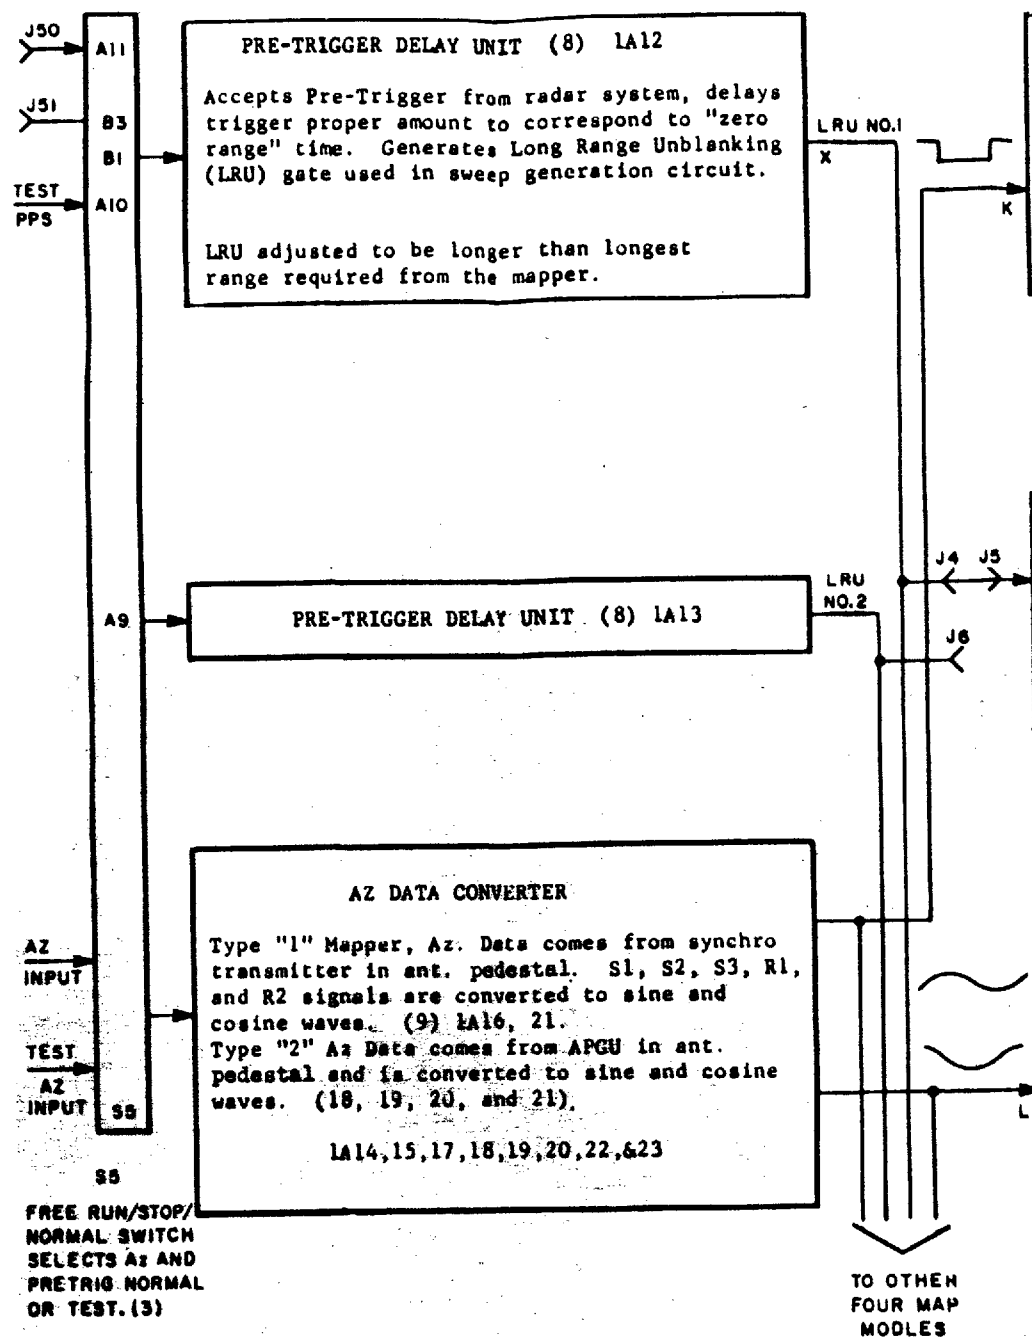 J50
A11
PRE-TRIGGER DELAY UNIT (8) 1A12
Accepts Pre-Trigger from radar system, delays
trigger proper amount to correspond to "zero
range" time. Generates Long Range Unblanking
(LRU) gate used in sweep generation circuit.
LRU adjusted to be longer than longest
range required from the mapper.
J51
B3
B1
TEST
PPS
A10
LRU NO.1
X
K
A9
PRE-TRIGGER DELAY UNIT (8) 1A13
LRU
NO.2
J4
J5
J6
AZ DATA CONVERTER
Type "1" Mapper, Az. Data comes from synchro
transmitter in ant. pedestal. S1, S2, S3, R1,
and R2 signals are converted to sine and
cosine waves. (9) 1A16, 21.
Type "2" Az Data comes from APGU in ant.
pedestal and is converted to sine and cosine
waves. (18, 19, 20, and 21)
1A14,15,17,18,19,20,22,&23
AZ
INPUT
TEST
AZ
INPUT
S5
L
S5
FREE RUN/STOP/
NORMAL SWITCH
SELECTS Az AND
PRETRIG NORMAL
OR TEST.(3)
TO OTHEH
FOUR MAP
MODLES